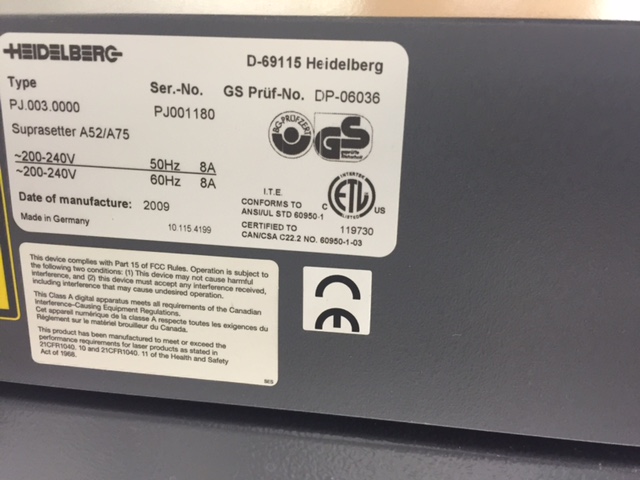 HEIDELBERG
D-69115 Heidelberg
Type Ser.-No. GS Prüf-No. DP-06036
PJ.003.0000 PJ001180
Suprasetter A52/A75
BG-PRÜFZERT
GS
geprüfte Sicherheit
~200-240V 50Hz 8A
~200-240V 60Hz 8A
Date of manufacture: 2009
Made in Germany
10.115.4199
I.T.E.
CONFORMS TO
ANSI/UL STD 60950-1
CERTIFIED TO
CAN/CSA C22.2 NO. 60950-1-03
INTERTEK
C ETL US
LISTED
119730
This device complies with Part 15 of FCC Rules. Operation is subject to
the following two conditions: (1) This device may not cause harmful
interference, and (2) this device must accept any interference received,
including interference that may cause undesired operation.
This Class A digital apparatus meets all requirements of the Canadian
Interference-Causing Equipment Regulations.
Cet appareil numérique de la classe A respecte toutes les exigences du
Règlement sur le matériel brouilleur du Canada.
This product has been manufactured to meet or exceed the
performance requirements for laser products as stated in
21CFR1040. 10 and 21CFR1040. 11 of the Health and Safety
Act of 1968.
CE